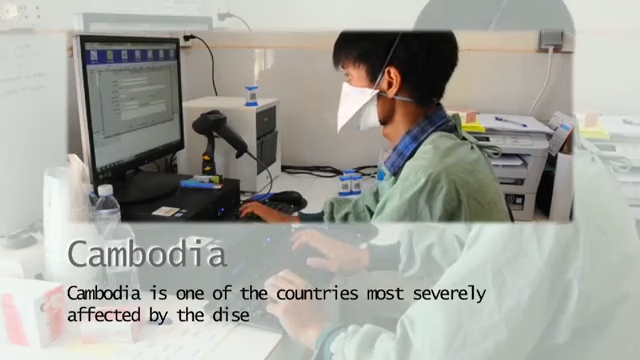 Cambodia
Cambodia is one of the countries most severely
affected by the dise